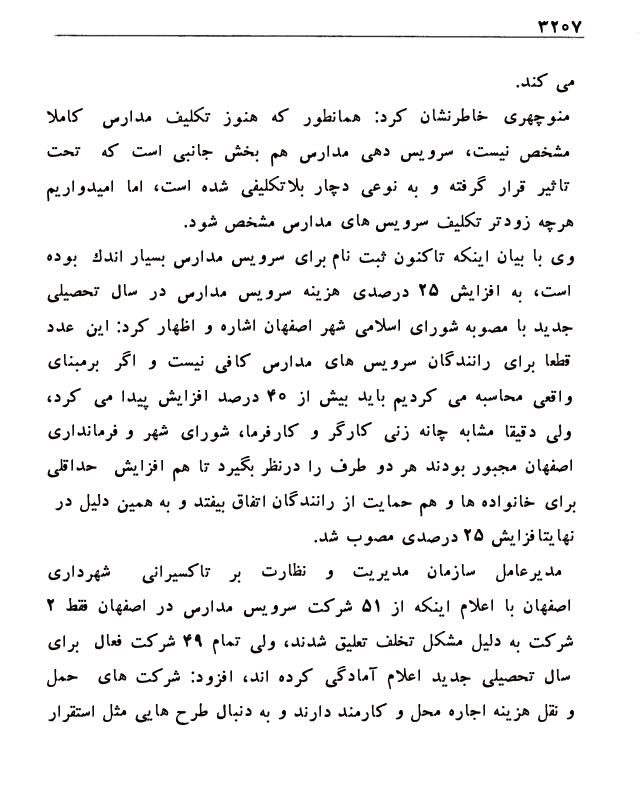 ۳۲۰۷
می کند.
منوچهری خاطرنشان کرد: همانطور که هنوز تکلیف مدارس کاملا
مشخص نیست، سرویس دهی مدارس هم بخش جانبی است که تحت
تاثیر قرار گرفته و به نوعی دچار بلاتکلیفی شده است، اما امیدواریم
هرچه زودتر تکلیف سرویس های مدارس مشخص شود.
وی با بیان اینکه تاکنون ثبت نام برای سرویس مدارس بسیار اندك بوده
است، به افزایش ۲۵ درصدی هزینه سرویس مدارس در سال تحصیلی
جدید با مصوبه شورای اسلامی شهر اصفهان اشاره و اظهار کرد: این عدد
قطعا برای رانندگان سرویس های مدارس کافی نیست و اگر برمبنای
واقعی محاسبه می کردیم باید بیش از ۴۰ درصد افزایش پیدا می کرد،
ولی دقیقا مشابه چانه زنی کارگر و کارفرما، شورای شهر و فرمانداری
اصفهان مجبور بودند هر دو طرف را درنظر بگیرد تا هم افزایش حداقلی
برای خانواده ها و هم حمایت از رانندگان اتفاق بیفتد و به همین دلیل در
نهایتافزایش ۲۵ درصدی مصوب شد.
مدیرعامل سازمان مدیریت و نظارت بر تاکسیرانی شهرداری
اصفهان با اعلام اینکه از ۵۱ شرکت سرویس مدارس در اصفهان فقط ۲
شرکت به دلیل مشکل تخلف تعلیق شدند، ولی تمام ۴۹ شرکت فعال برای
سال تحصیلی جدید اعلام آمادگی کرده اند، افزود: شرکت های حمل
و نقل هزینه اجاره محل و کارمند دارند و به دنبال طرح هایی مثل استقرار